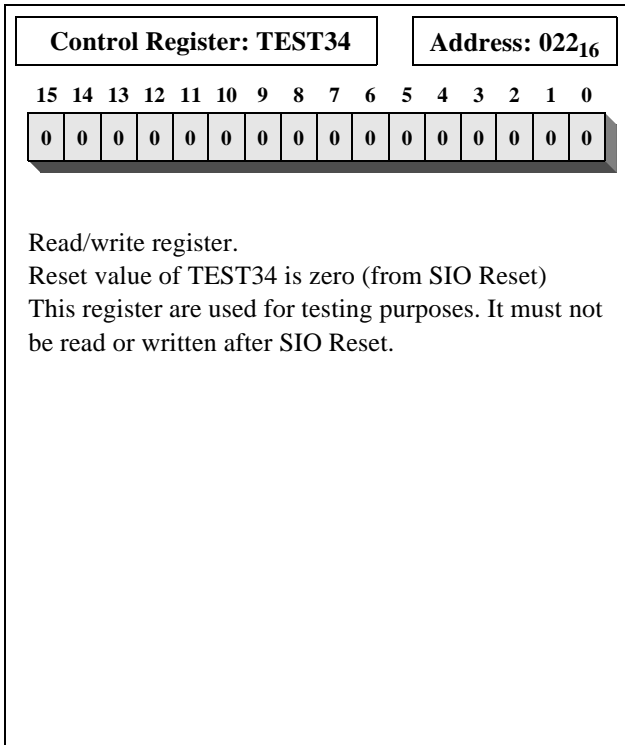 Control Register: TEST34 Address: 022₁₆
15 14 13 12 11 10 9 8 7 6 5 4 3 2 1 0
0 0 0 0 0 0 0 0 0 0 0 0 0 0 0 0
Read/write register.
Reset value of TEST34 is zero (from SIO Reset)
This register are used for testing purposes. It must not
be read or written after SIO Reset.